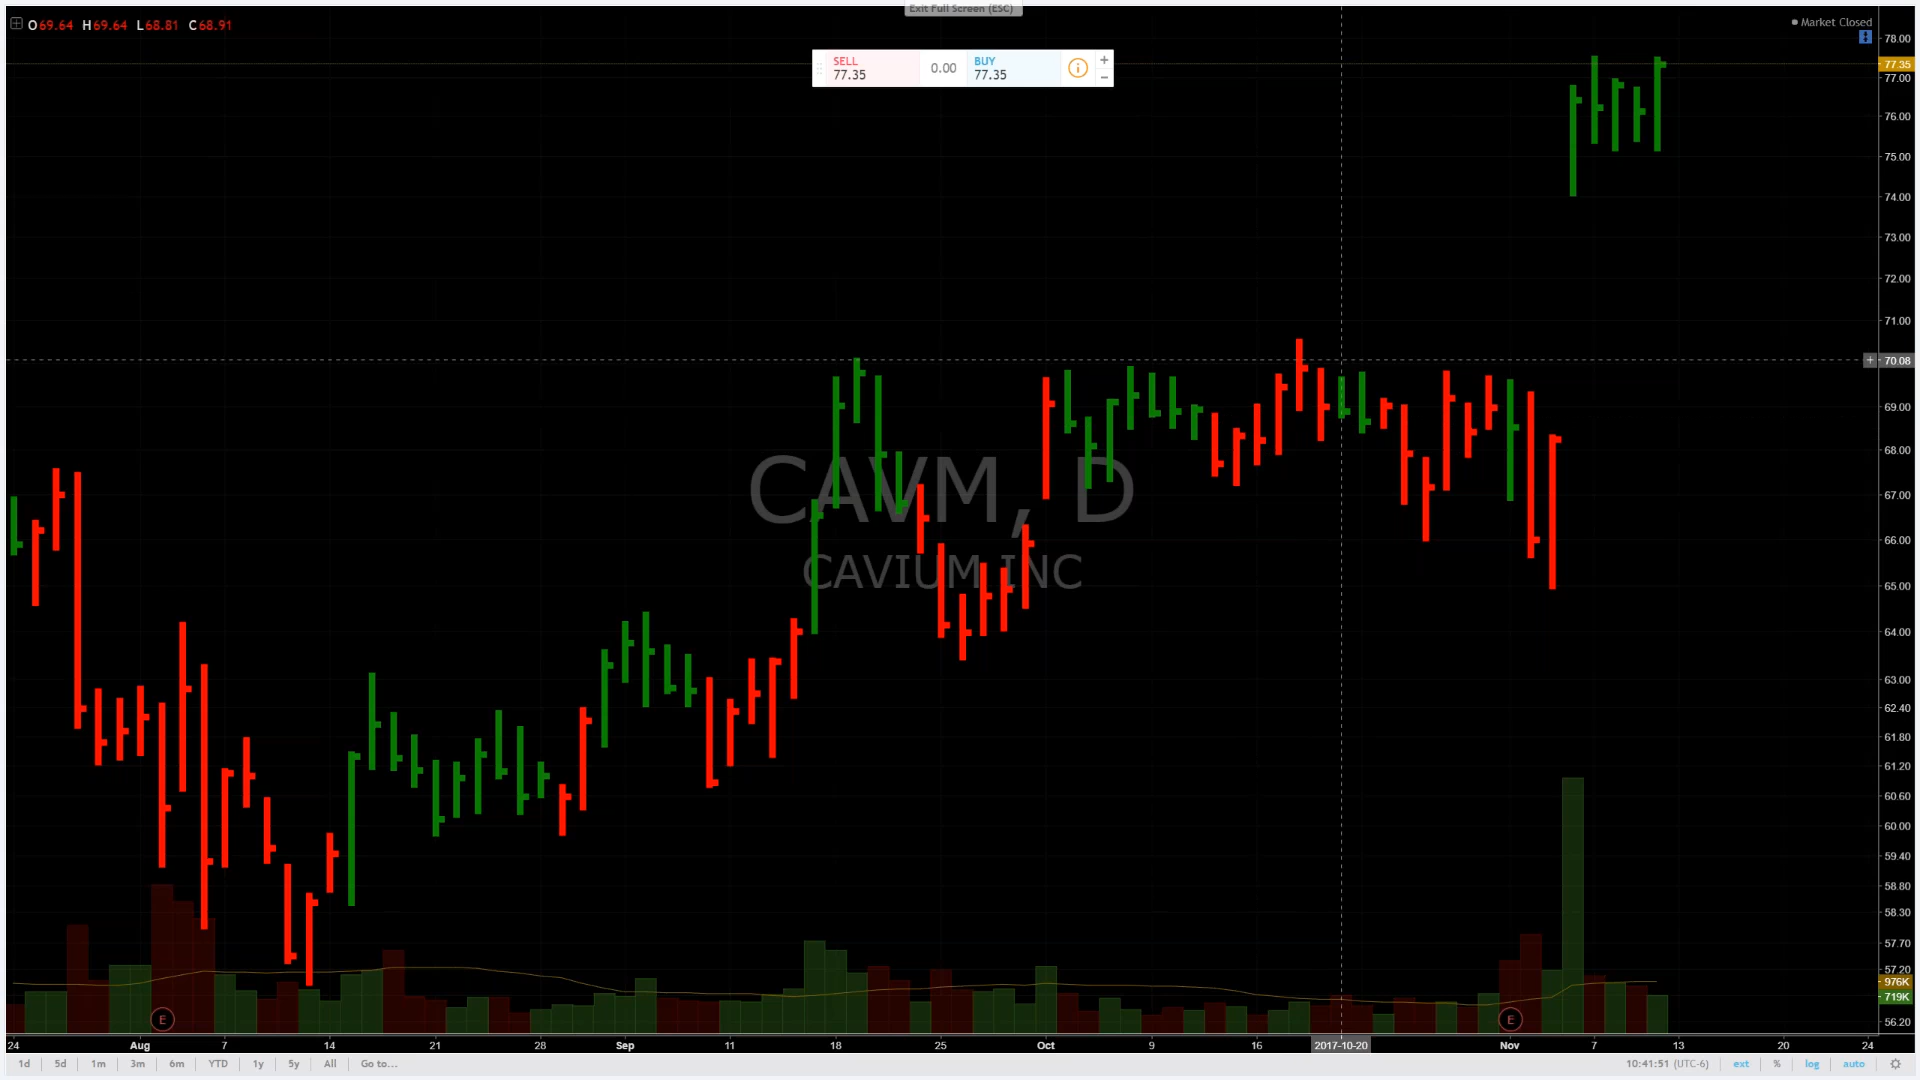 Exit Full Screen (ESC)
O69.64 H69.64 L68.81 C68.91
Market Closed
SELL
77.35
0.00
BUY
77.35
+
−
78.00
77.35
77.00
76.00
75.00
74.00
73.00
72.00
71.00
+ 70.08
69.00
68.00
67.00
66.00
65.00
64.00
63.00
62.40
61.80
61.20
60.60
60.00
59.40
58.80
58.30
57.70
57.20
976K
719K
56.20
CAVM, D
CAVIUM INC
E
E
24 Aug 7 14 21 28 Sep 11 18 25 Oct 9 16 2017-10-20 Nov 7 13 20 24
1d 5d 1m 3m 6m YTD 1y 5y All Go to... 10:41:51 (UTC-6) ext % log auto